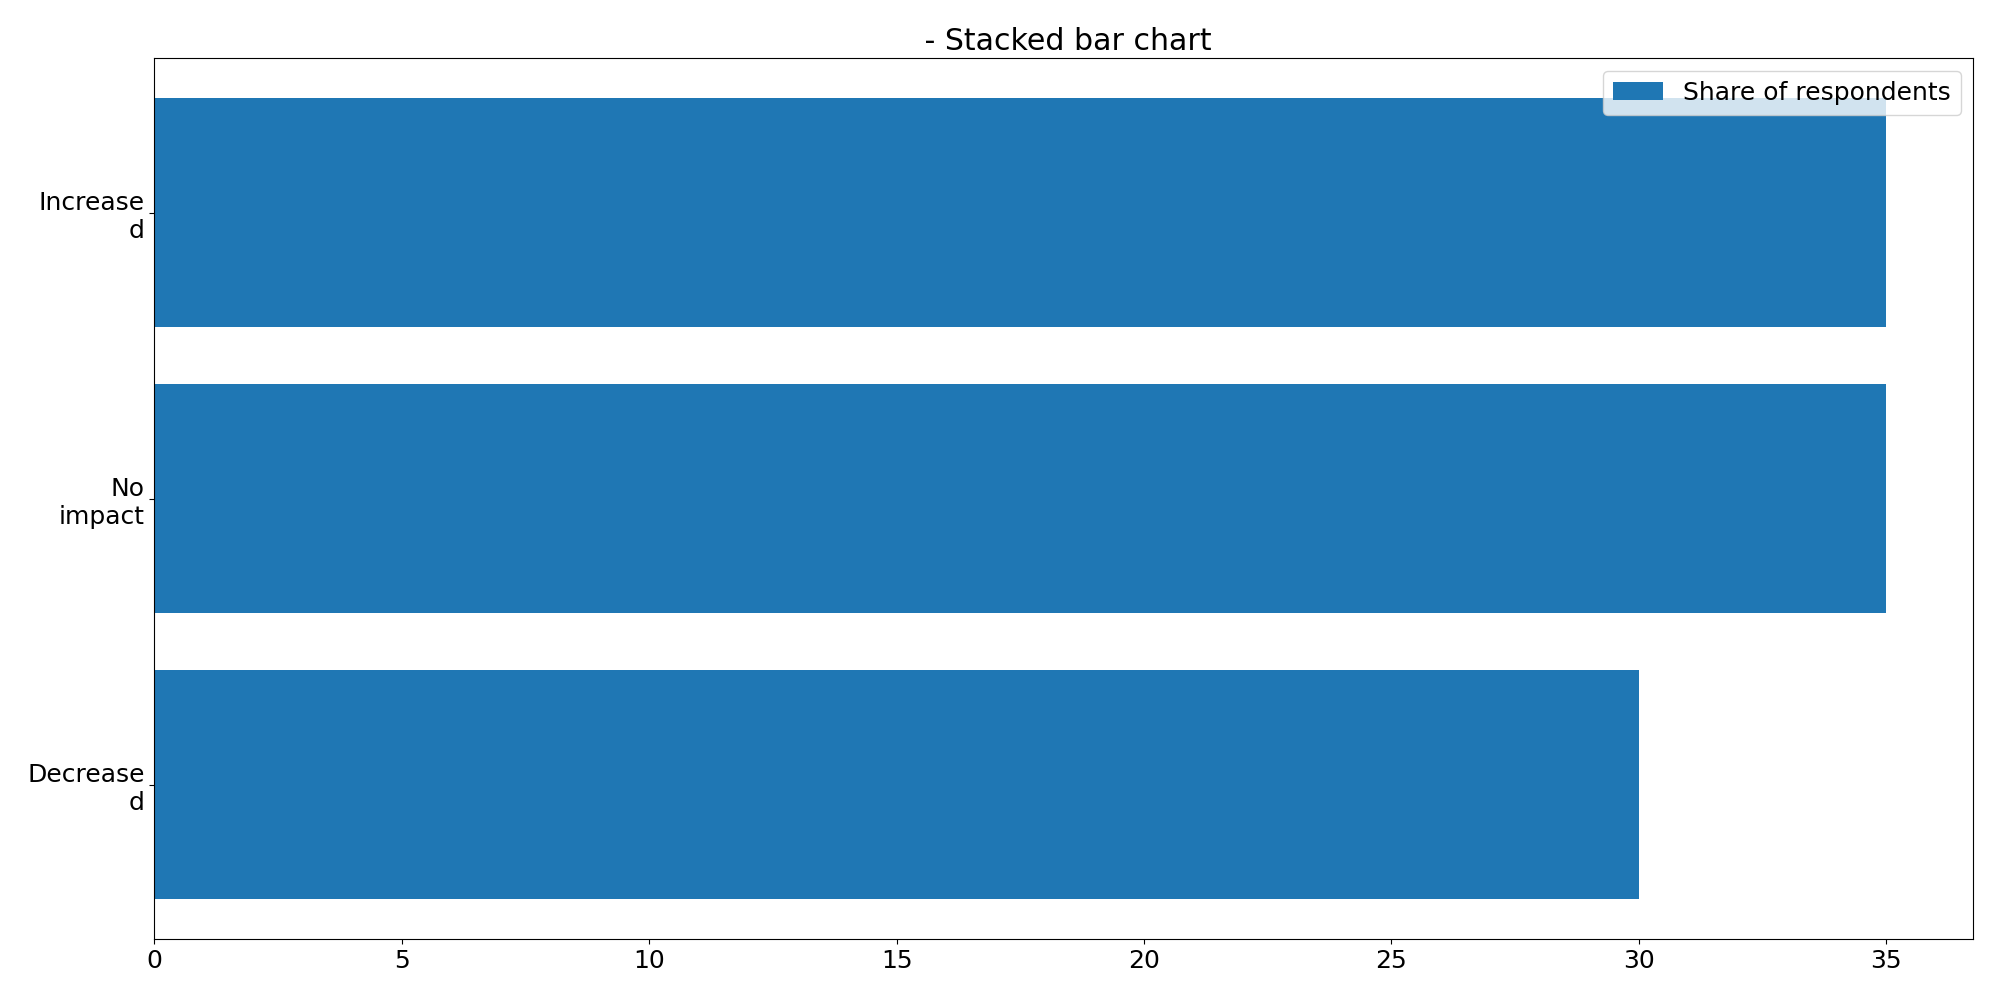 - Stacked bar chart
Share of respondents
Increase
d
No
impact
Decrease
d
0 5 10 15 20 25 30 35